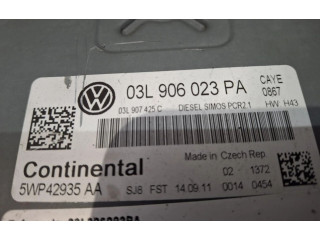 03L 906 023 PA
CAYE
0867
03L 907 425 C DIESEL SIMOS PCR2.1 HW H43
Continental
Made in Czech Rep.
5WP42935 AA
02 1372
SJ8 FST 14.09.11 0014 0454
03L906023PA